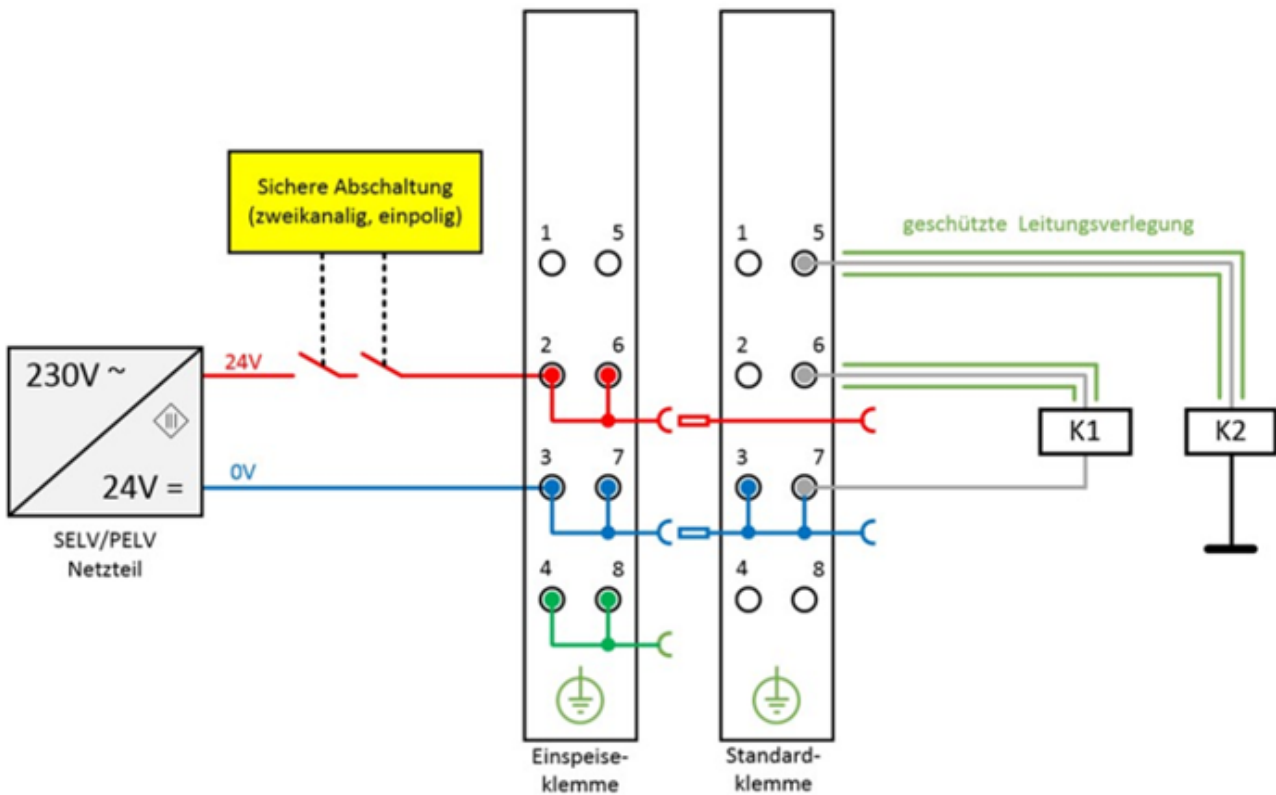 Sichere Abschaltung
(zweikanalig, einpolig)
1 5
1 5
geschützte Leitungsverlegung
230V ~
24V
2 6
2 6
K1
K2
24V =
0V
3 7
3 7
SELV/PELV
Netzteil
4 8
4 8
Einspeise-
klemme
Standard-
klemme